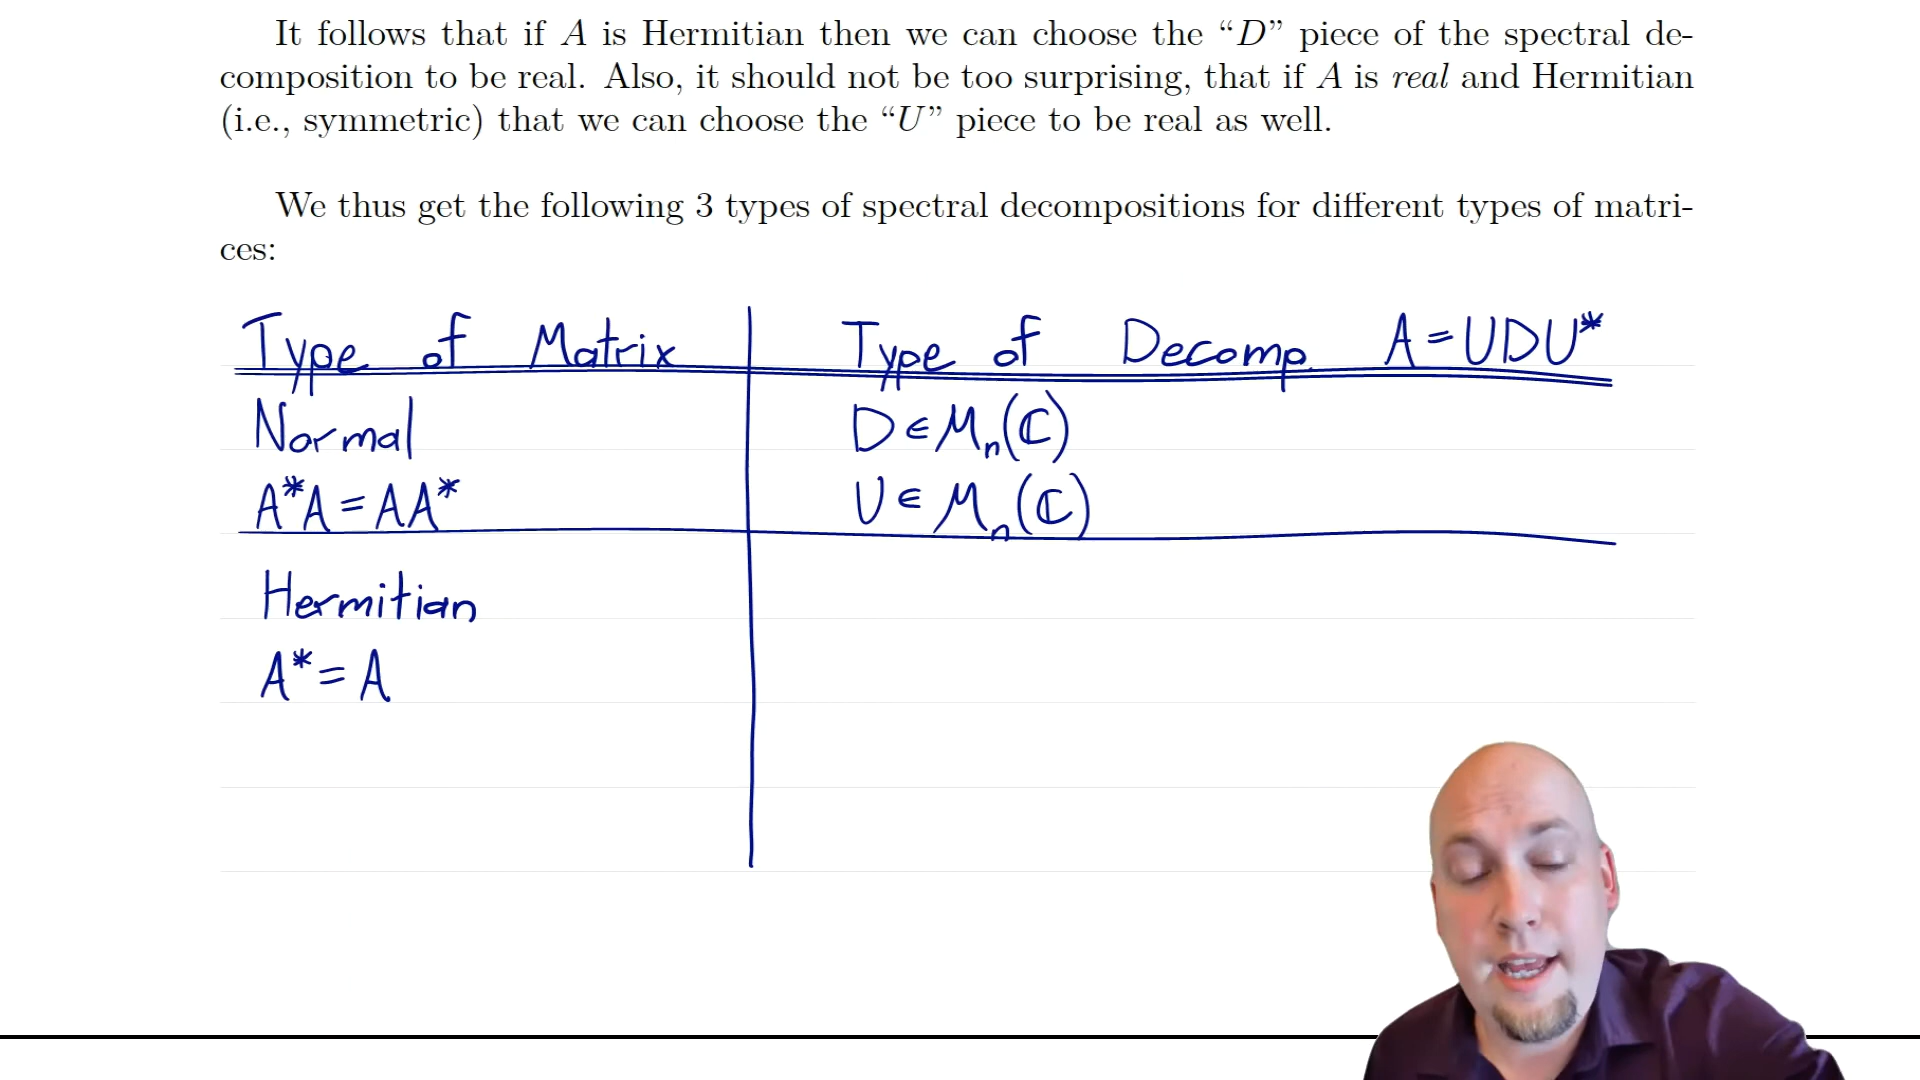 It follows that if A is Hermitian then we can choose the “D” piece of the spectral de-
composition to be real. Also, it should not be too surprising, that if A is real and Hermitian
(i.e., symmetric) that we can choose the “U” piece to be real as well.
We thus get the following 3 types of spectral decompositions for different types of matri-
ces:
Type of Matrix Type of Decomp. A = UDU*
Normal D ∈ Mₙ(ℂ)
A*A = AA* U ∈ Mₙ(ℂ)
Hermitian
A* = A